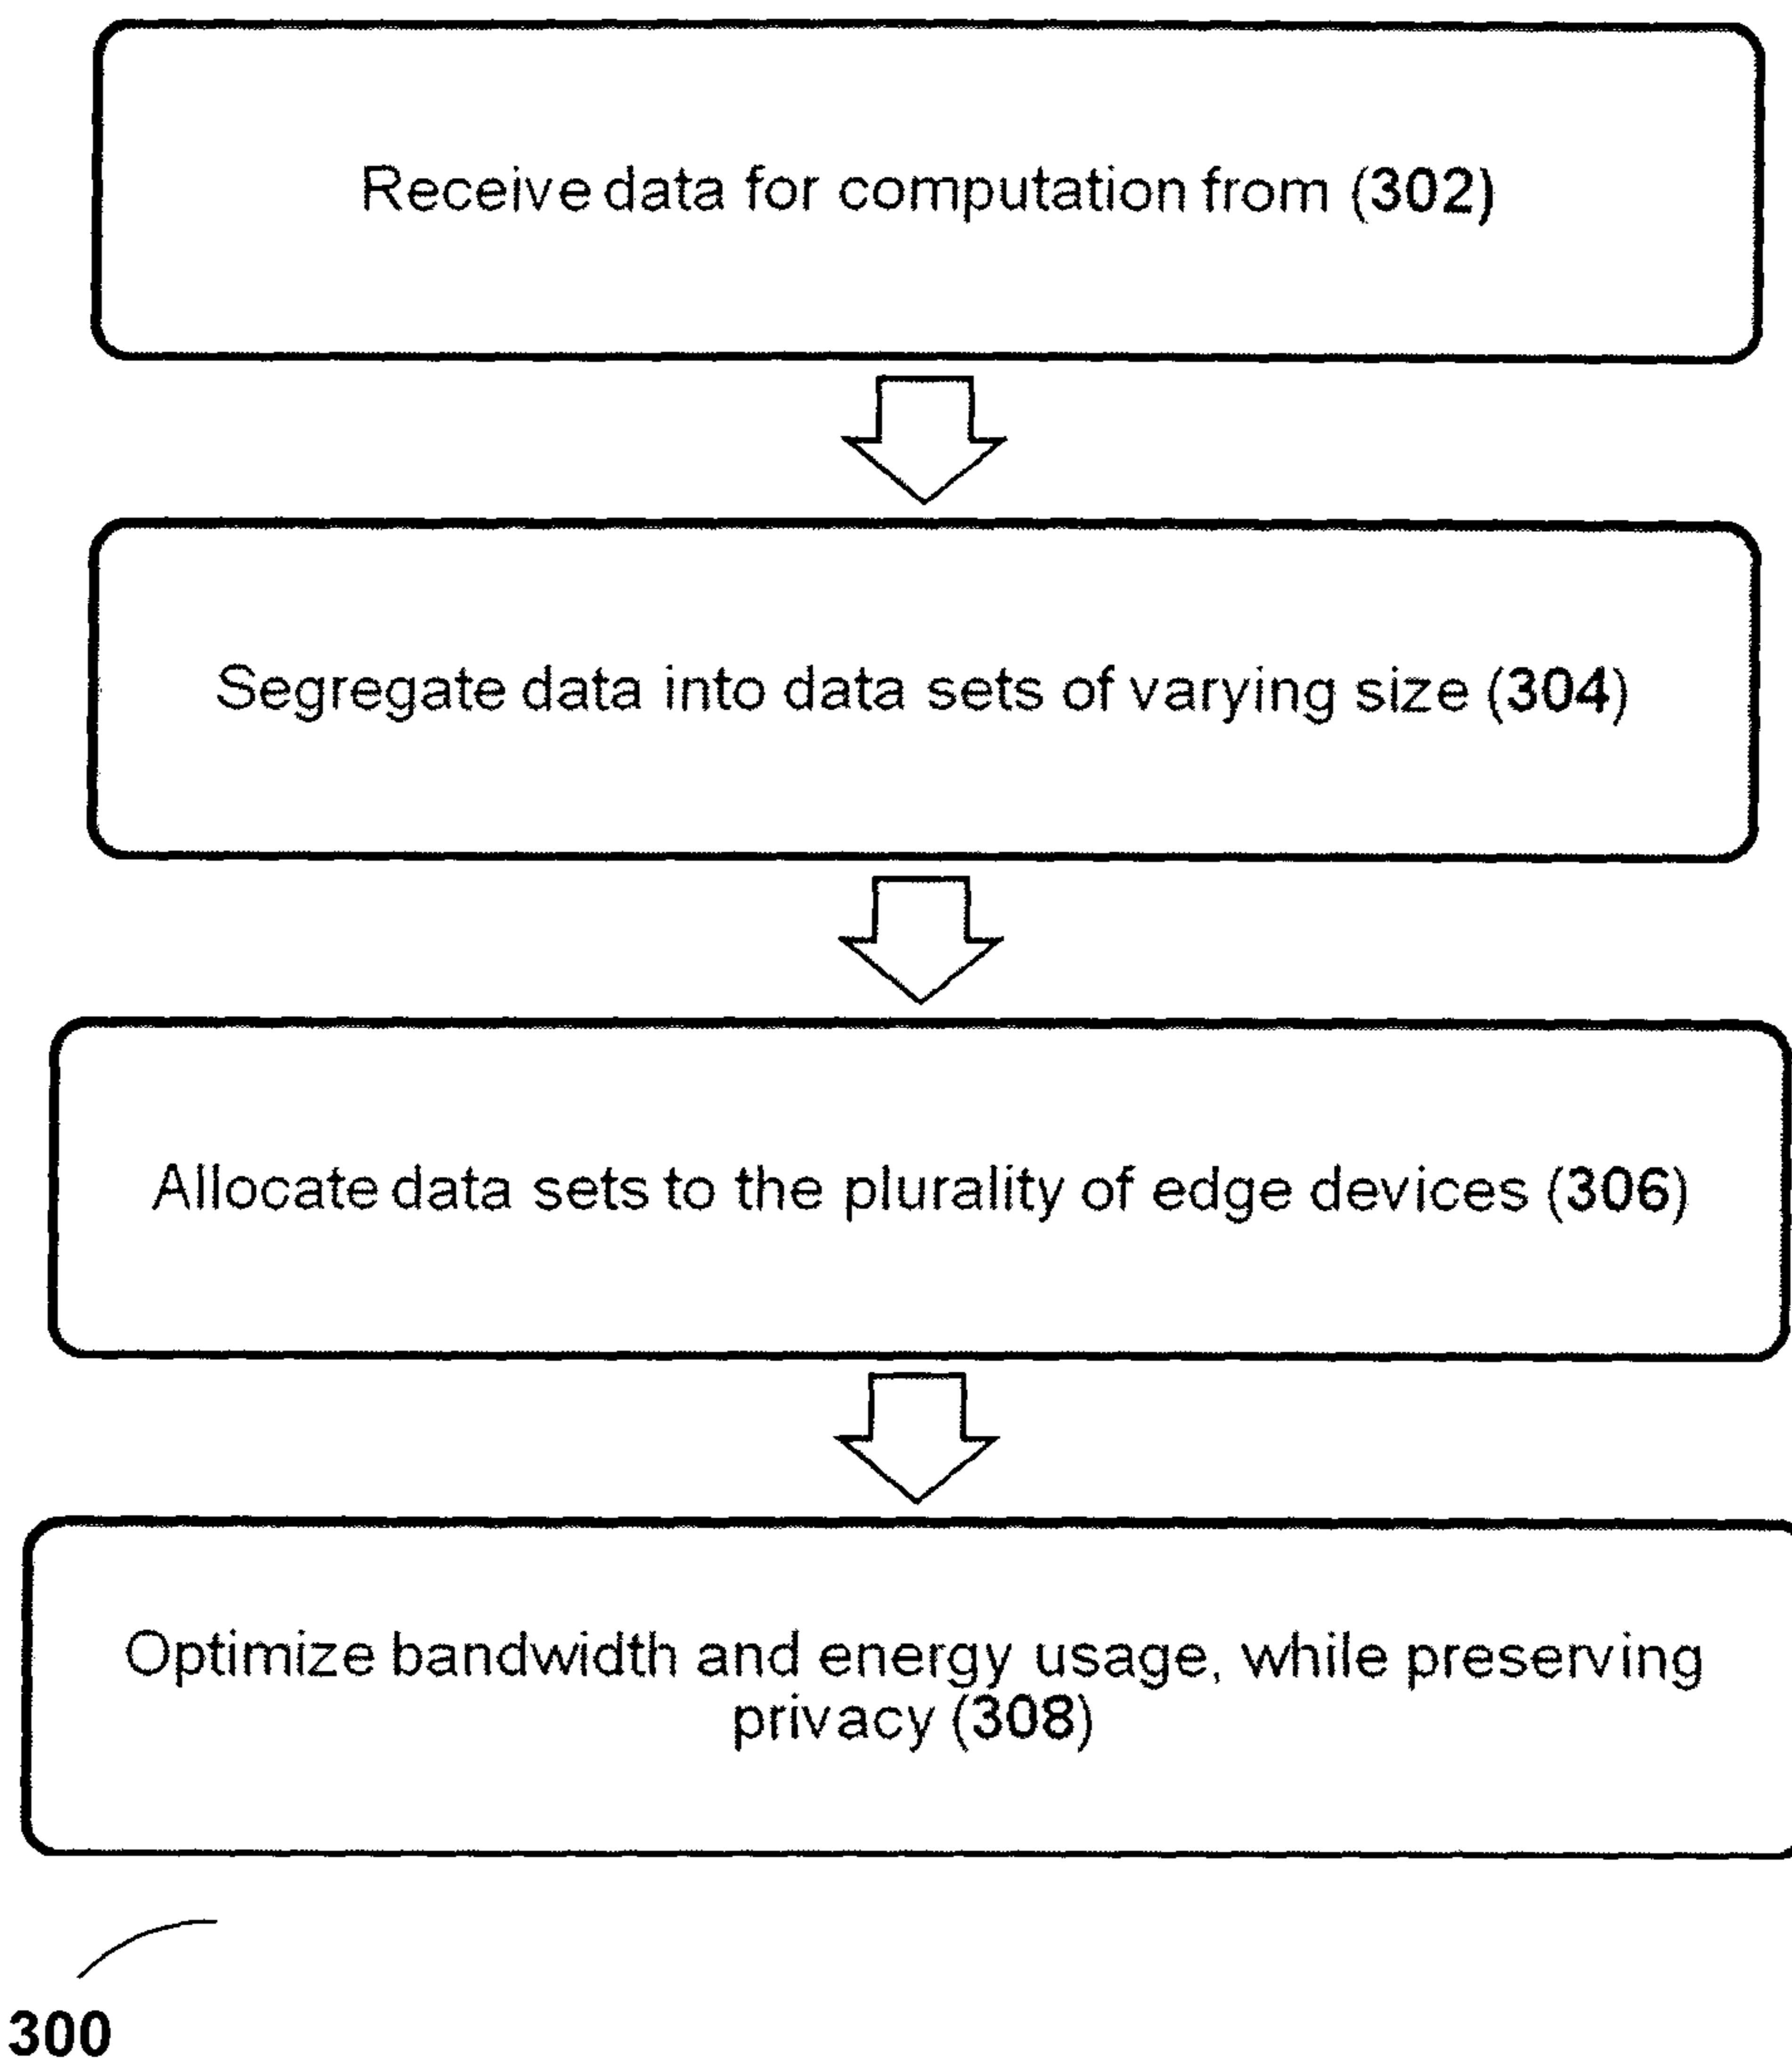 Receive data for computation from (302)
Segregate data into data sets of varying size (304)
Allocate data sets to the plurality of edge devices (306)
Optimize bandwidth and energy usage, while preserving
privacy (308)
300